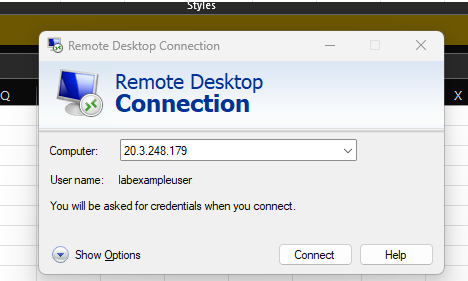 Styles
Remote Desktop Connection
Q
X
Remote Desktop
Connection
Computer: 20.3.248.179
User name: labexampleuser
You will be asked for credentials when you connect.
Show Options Connect Help